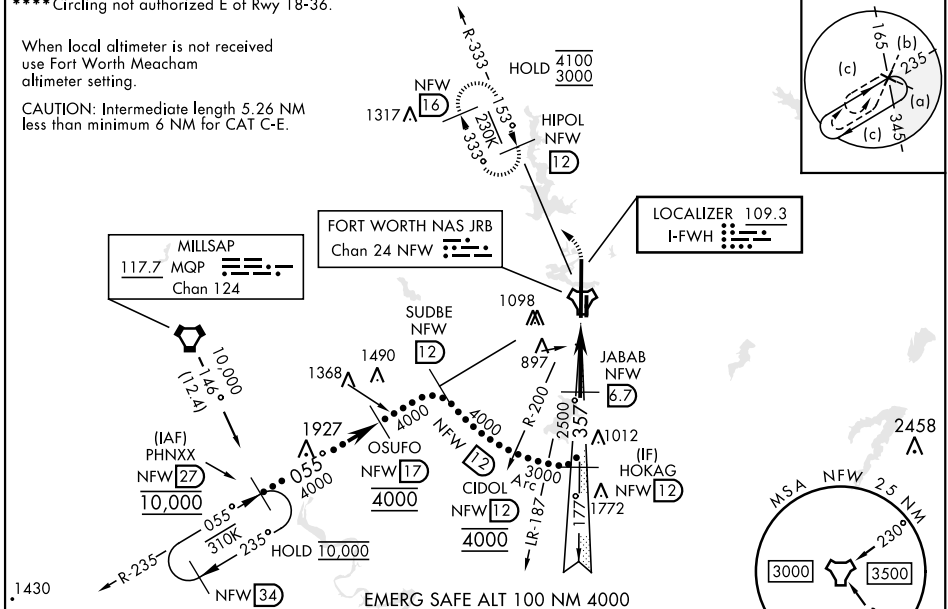 ****Circling not authorized E of Rwy 18-36.
When local altimeter is not received
use Fort Worth Meacham
altimeter setting.
CAUTION: Intermediate length 5.26 NM
less than minimum 6 NM for CAT C-E.
R-333
HOLD 4100
3000
NFW
16
1317
153°
230K
333°
HIPOL
NFW
12
165
(b)
235
(c)
(a)
(c)
345
FORT WORTH NAS JRB
Chan 24 NFW
LOCALIZER 109.3
I-FWH
MILLSAP
117.7 MQP
Chan 124
10,000
146°
(12.4)
SUDBE
NFW
12
1098
897
1490
1368
JABAB
NFW
6.7
R-200
2500
357°
4000
4000
1927
OSUFO
NFW 17
4000
(IAF)
PHNXX
NFW 27
10,000
055°
4000
NFW
12
Arc
3000
1012
(IF)
HOKAG
NFW 12
CIDOL
NFW 12
4000
LR-187
177°
1772
2458
055°
310K
235°
HOLD 10,000
R-235
NFW 34
1430
EMERG SAFE ALT 100 NM 4000
MSA NFW 25 NM
230°
3000
3500